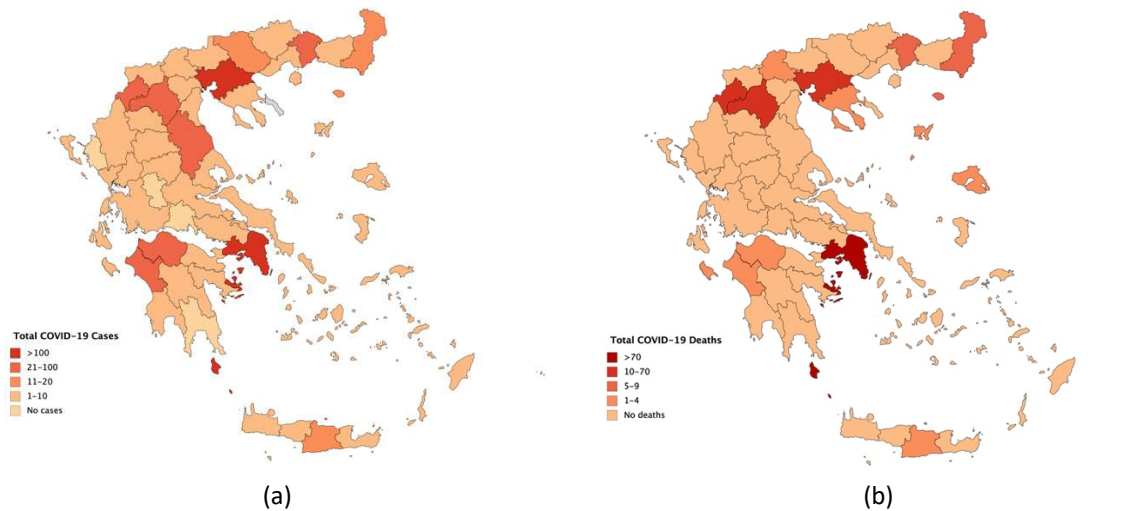 Total COVID-19 Cases
>100
21-100
11-20
1-10
No cases
(a)
Total COVID-19 Deaths
>70
10-70
5-9
1-4
No deaths
(b)